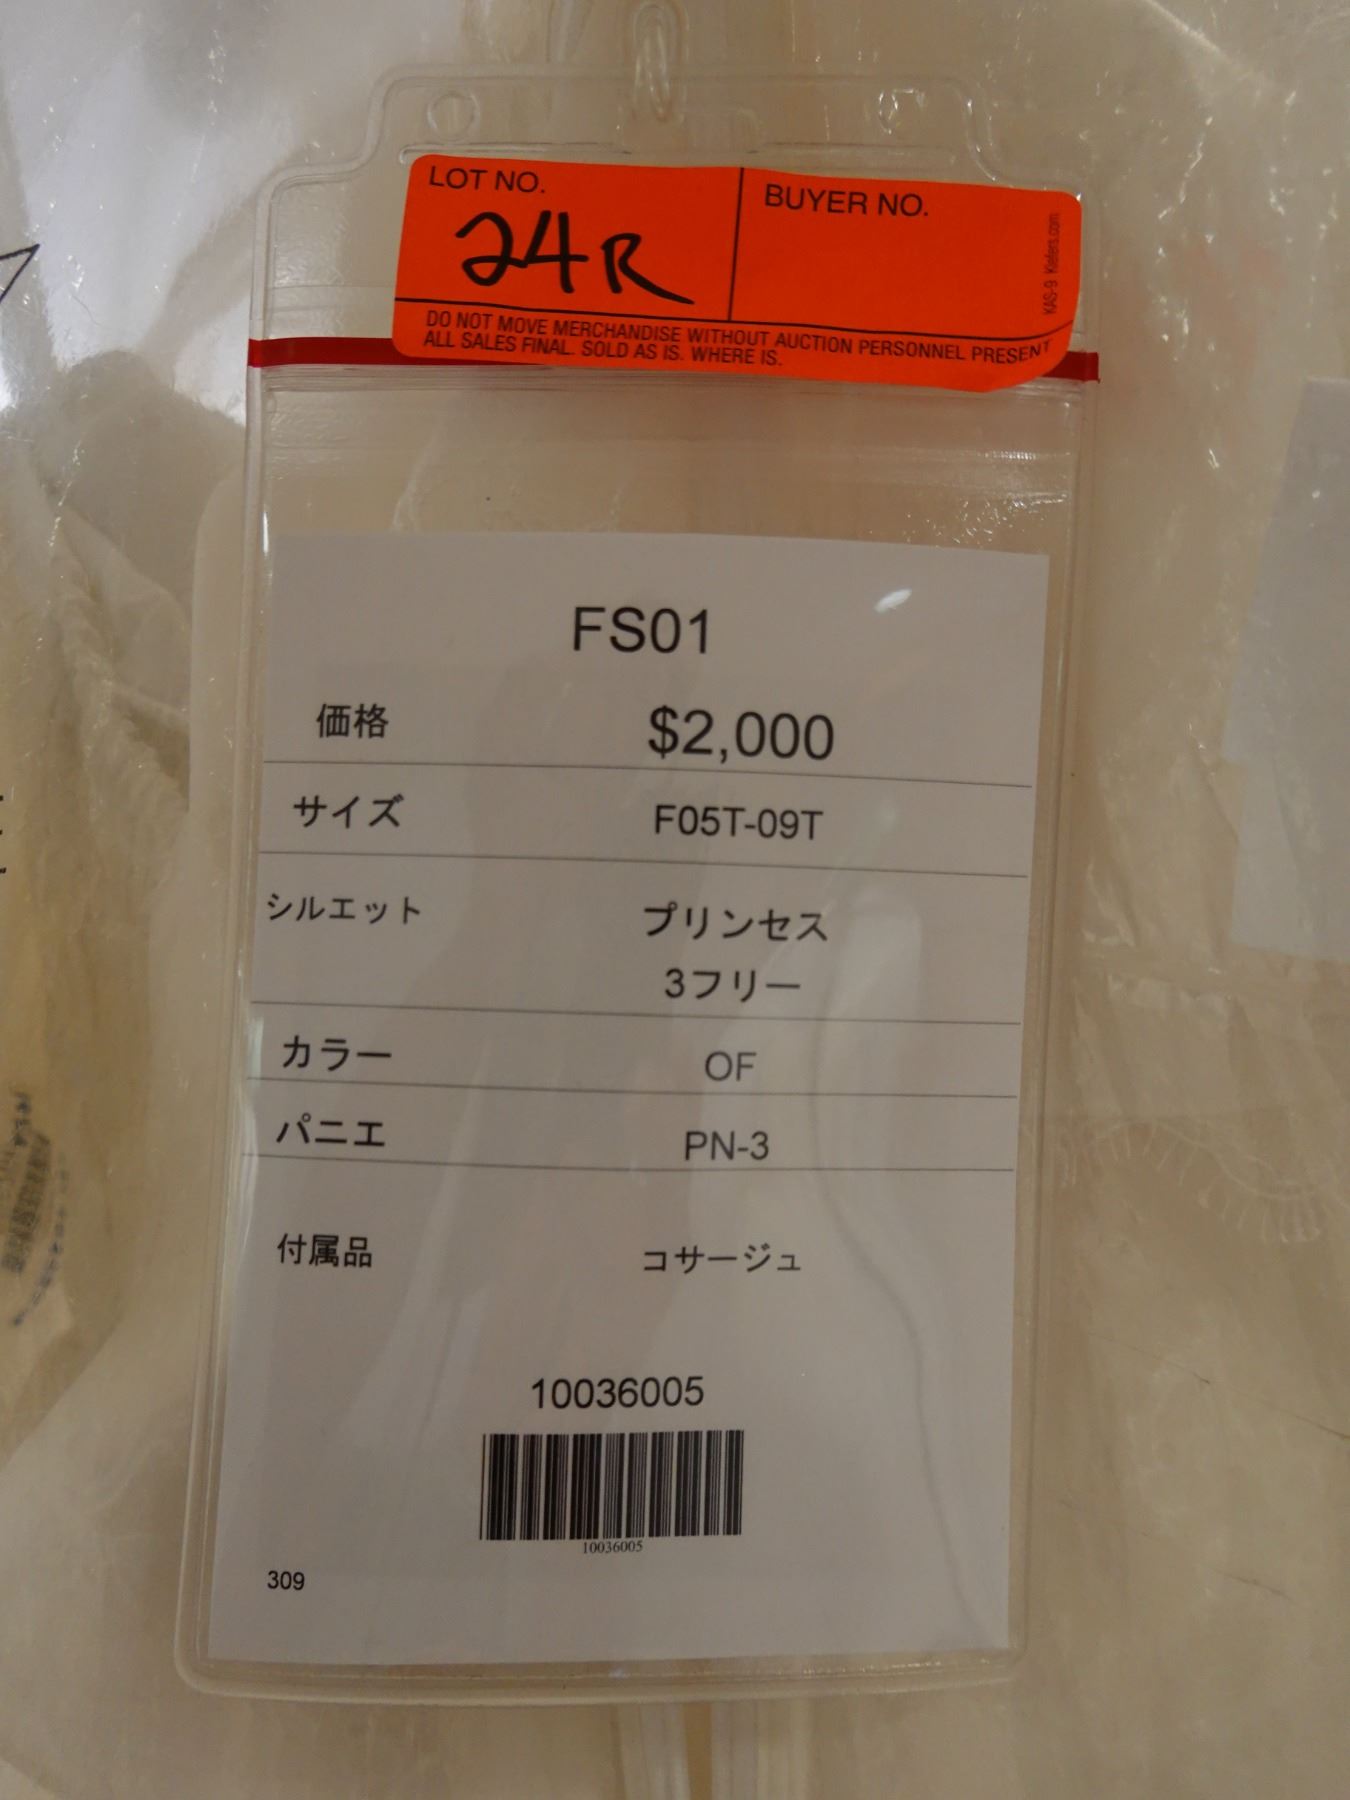 LOT NO.
24R
BUYER NO.
KAS-9 Kiefers.com
DO NOT MOVE MERCHANDISE WITHOUT AUCTION PERSONNEL PRESENT
ALL SALES FINAL. SOLD AS IS. WHERE IS.
FS01
価格 $2,000
サイズ F05T-09T
シルエット プリンセス
3フリー
カラー OF
パニエ PN-3
付属品 コサージュ
10036005
10036005
309